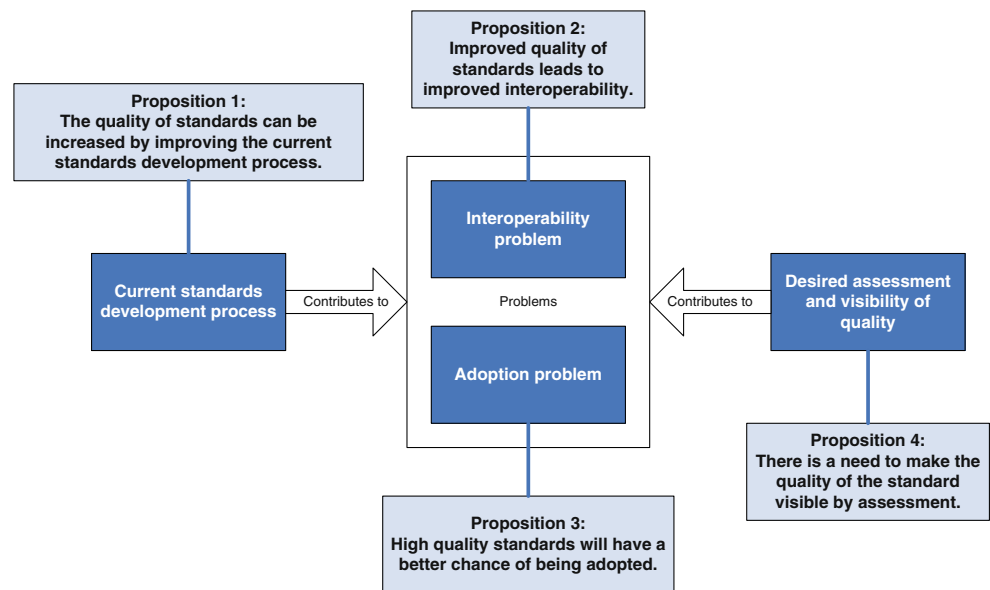 Proposition 2:
Improved quality of
standards leads to
improved interoperability.
Proposition 1:
The quality of standards can be
increased by improving the current
standards development process.
Interoperability
problem
Current standards
development process
Contributes to
Problems
Contributes to
Desired assessment
and visibility of
quality
Adoption problem
Proposition 4:
There is a need to make the
quality of the standard
visible by assessment.
Proposition 3:
High quality standards will have a
better chance of being adopted.